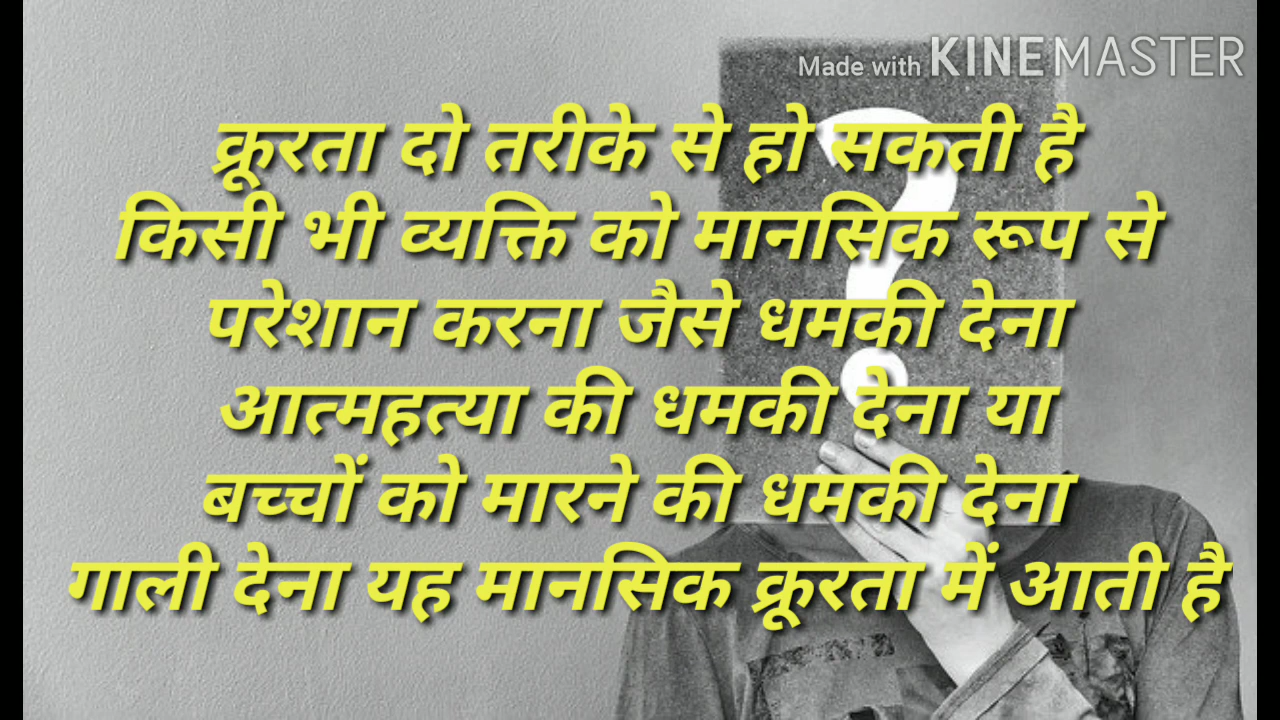 Made with KINEMASTER
क्रूरता दो तरीके से हो सकती है
किसी भी व्यक्ति को मानसिक रूप से
परेशान करना जैसे धमकी देना
आत्महत्या की धमकी देना या
बच्चों को मारने की धमकी देना
गाली देना यह मानसिक क्रूरता में आती है